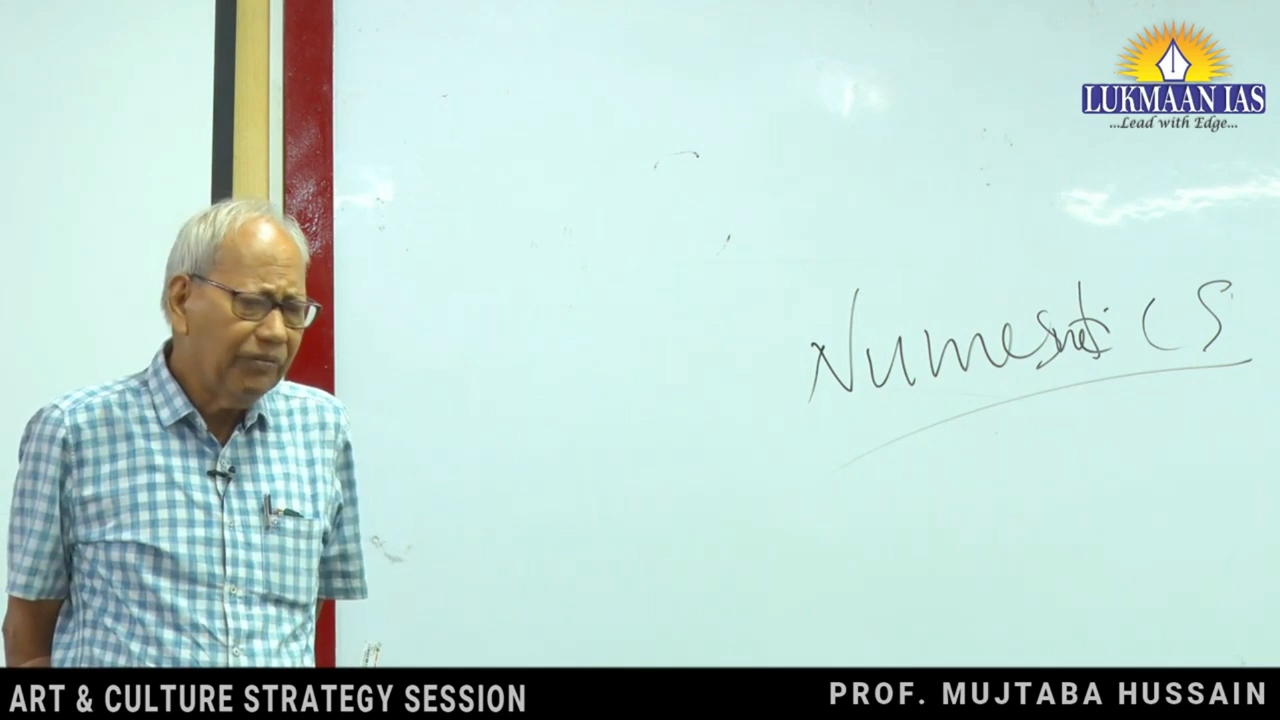 LUKMAAN IAS
...Lead with Edge...
ART & CULTURE STRATEGY SESSION
PROF. MUJTABA HUSSAIN